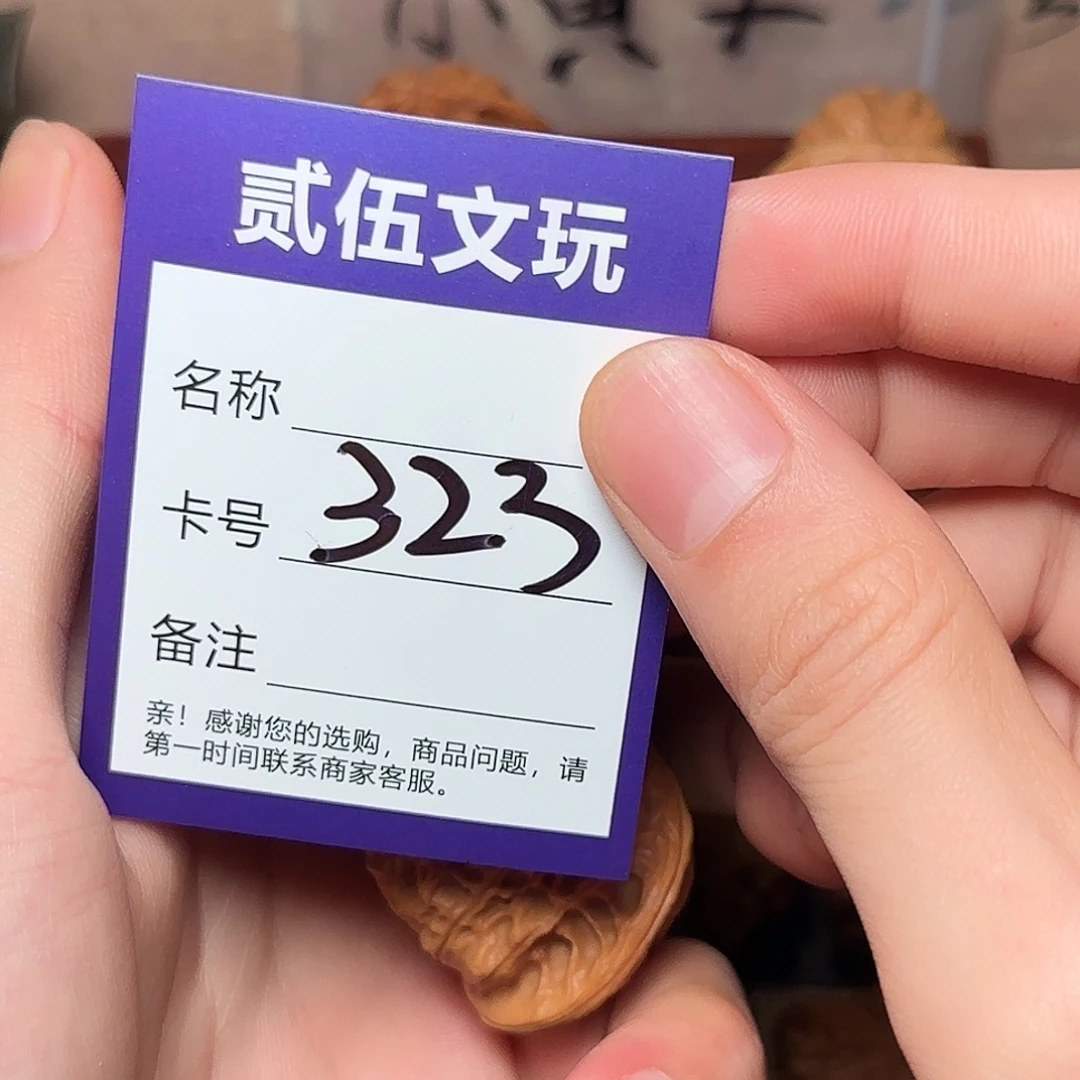 贰伍文玩
名称
卡号 323
备注
亲！感谢您的选购，商品问题，请
第一时间联系商家客服。